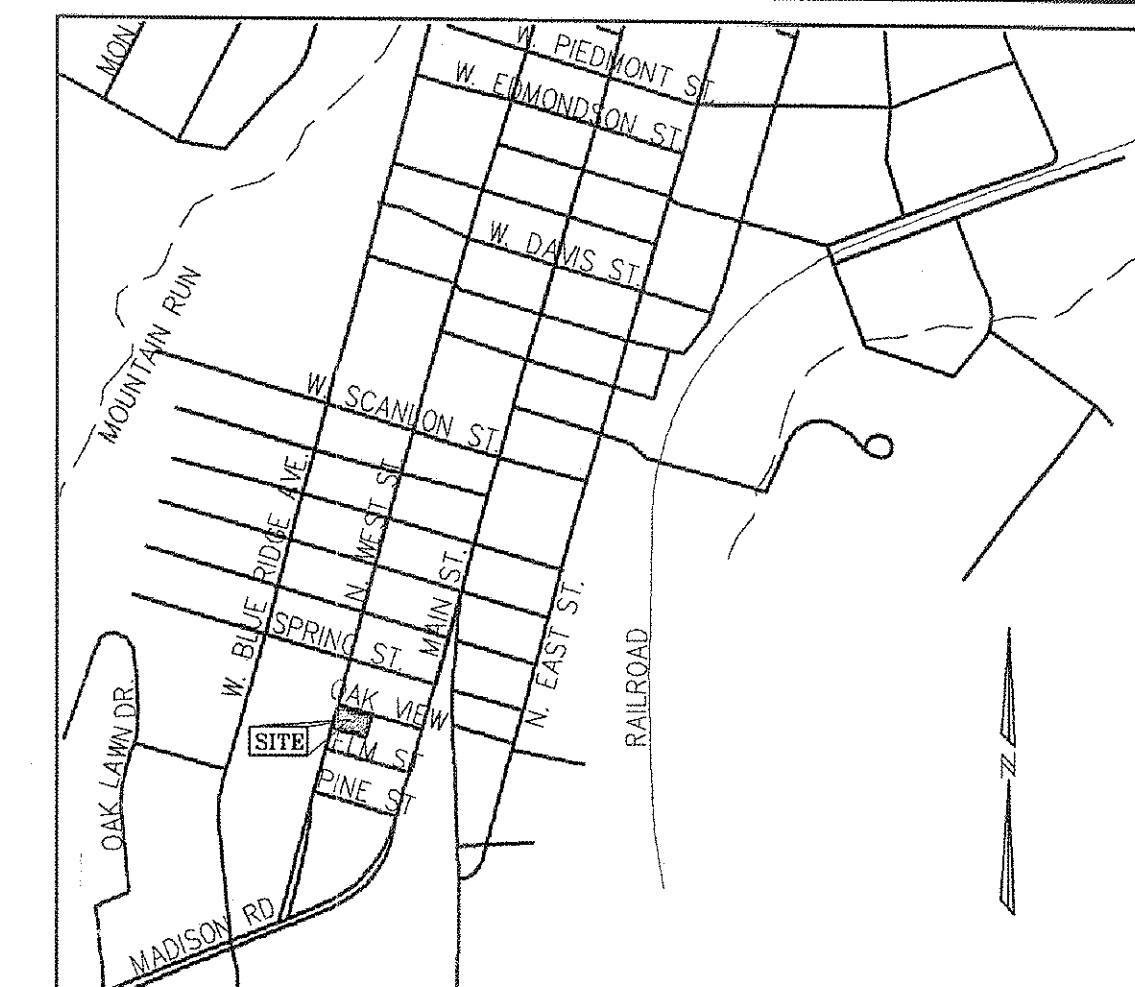 MON
W. PIEDMONT ST.
W. EDMONDSON ST.
W. DAVIS ST.
MOUNTAIN RUN
W. SCANLON ST.
W. BLUE RIDGE AVE.
N. WEST ST.
MAIN ST.
N. EAST ST.
SPRING ST.
RAILROAD
OAK VIEW
SITE
ELM ST
PINE ST
OAK LAWN DR.
N
MADISON RD